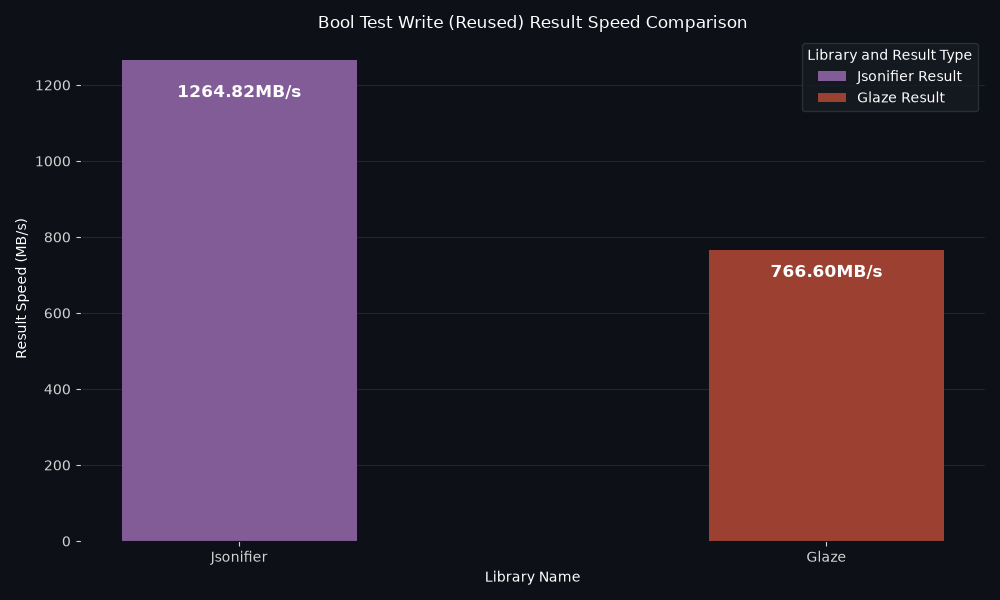 Bool Test Write (Reused) Result Speed Comparison
Library and Result Type
Jsonifier Result
Glaze Result
1264.82MB/s
766.60MB/s
Result Speed (MB/s)
1200
1000
800
600
400
200
0
Jsonifier
Glaze
Library Name